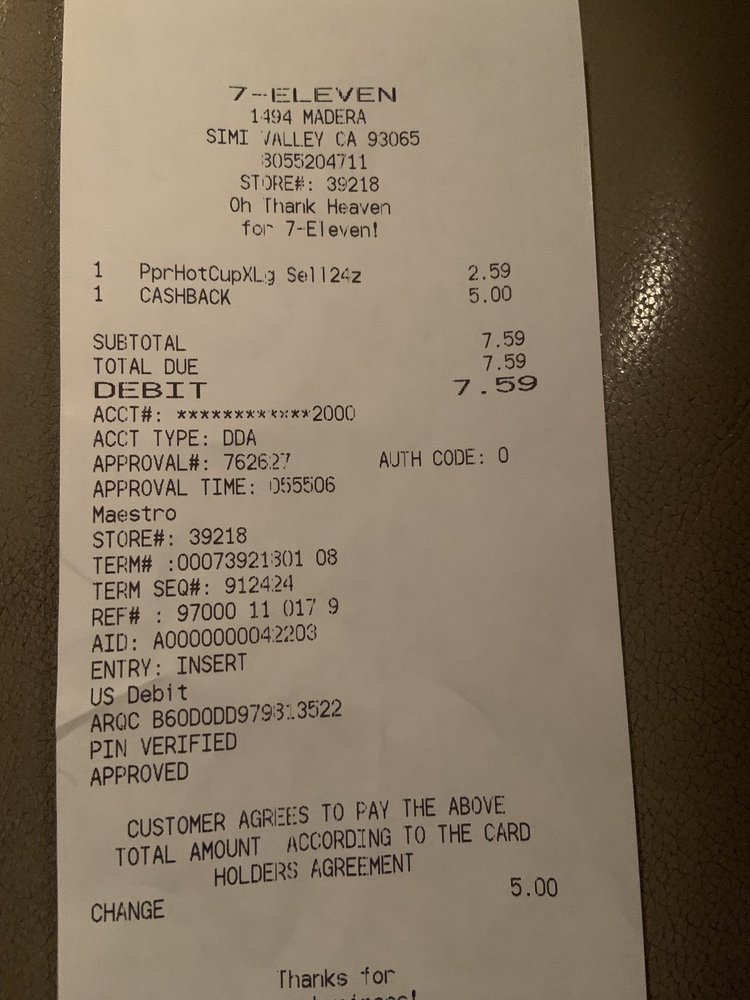 7-ELEVEN
1494 MADERA
SIMI VALLEY CA 93065
8055204711
STORE#: 39218
Oh Thank Heaven
for 7-Eleven!
1 PprHotCupXLg Sell24z 2.59
1 CASHBACK 5.00
SUBTOTAL 7.59
TOTAL DUE 7.59
DEBIT 7.59
ACCT#: ************2000
ACCT TYPE: DDA
APPROVAL#: 762627 AUTH CODE: 0
APPROVAL TIME: 055506
Maestro
STORE#: 39218
TERM# :00073921801 08
TERM SEQ#: 912424
REF# : 97000 11 017 9
AID: A0000000042203
ENTRY: INSERT
US Debit
ARQC B60D0DD979813522
PIN VERIFIED
APPROVED
CUSTOMER AGREES TO PAY THE ABOVE
TOTAL AMOUNT ACCORDING TO THE CARD
HOLDERS AGREEMENT
CHANGE 5.00
Thanks for